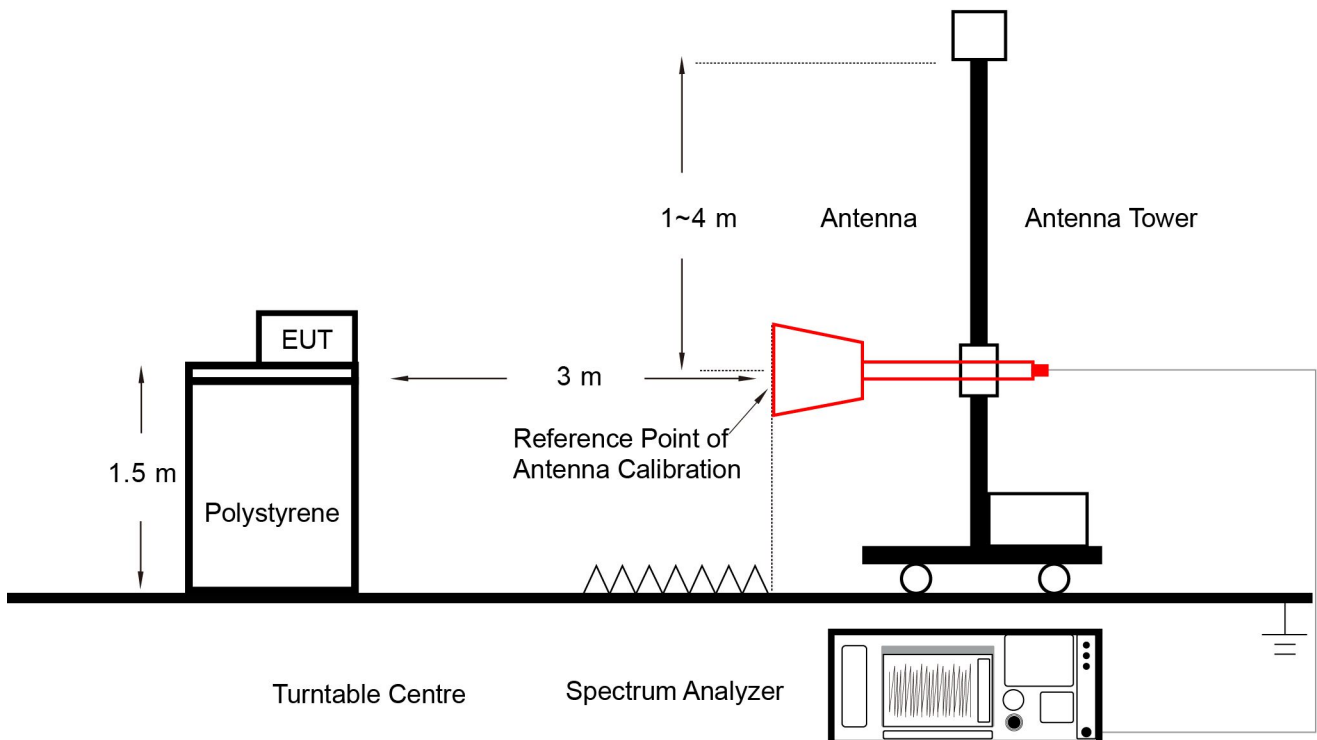 1~4 m
Antenna
Antenna Tower
EUT
3 m
Reference Point of
Antenna Calibration
1.5 m
Polystyrene
Turntable Centre
Spectrum Analyzer